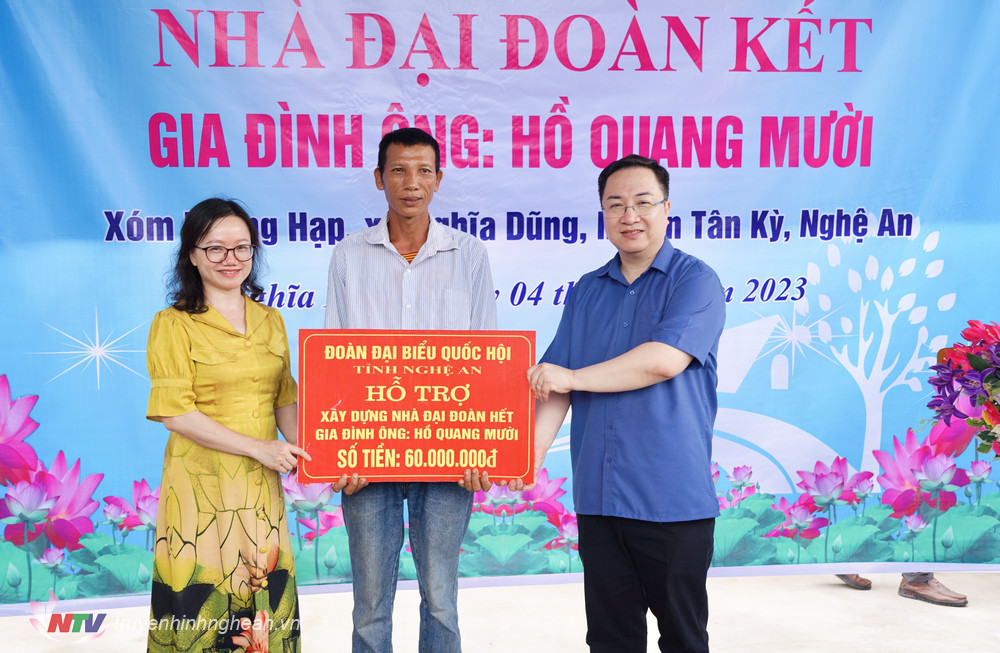 NHÀ ĐẠI ĐOÀN KẾT
GIA ĐÌNH ÔNG: HỒ QUANG MƯỜI
Xóm Hạp, Nghĩa Dũng, Tân Kỳ, Nghệ An
04 2023
ĐOÀN ĐẠI BIỂU QUỐC HỘI
TỈNH NGHỆ AN
HỖ TRỢ
XÂY DỰNG NHÀ ĐẠI ĐOÀN HẾT
GIA ĐÌNH ÔNG: HỒ QUANG MƯỜI
SỐ TIỀN: 60.000.000đ
NTV truyenhinhnghean.vn